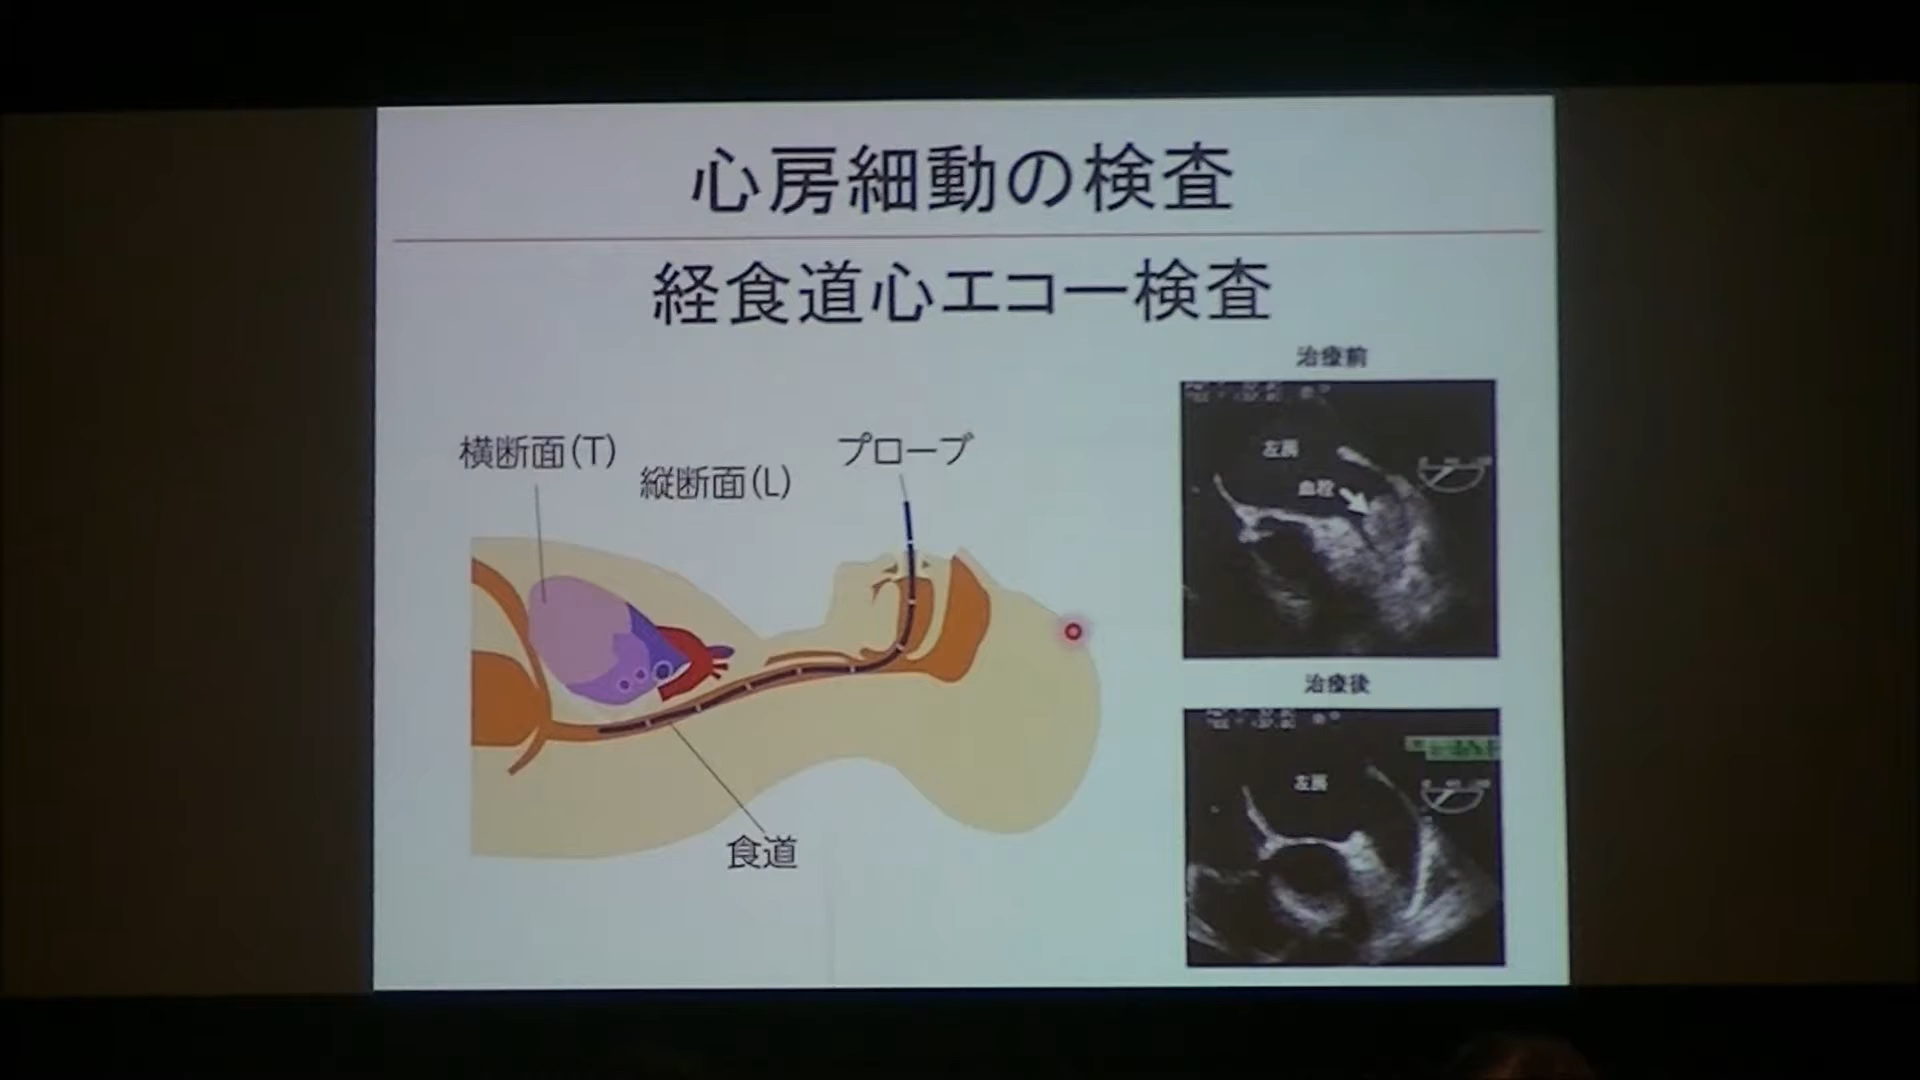 心房細動の検査
経食道心エコー検査
治療前
横断面(T)
縦断面(L)
プローブ
左房
血栓
治療後
左房
食道